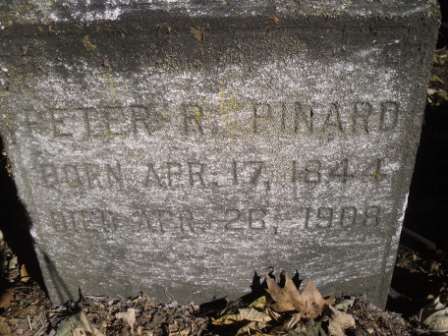 PETER R. PINARD
BORN APR. 17, 1844
DIED APR. 26, 1908